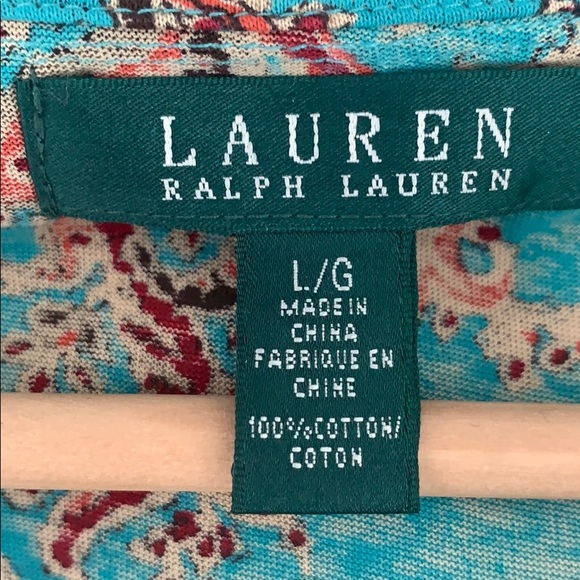 LAUREN
RALPH LAUREN
L/G
MADE IN
CHINA
FABRIQUE EN
CHINE
100%COTTON/
COTON